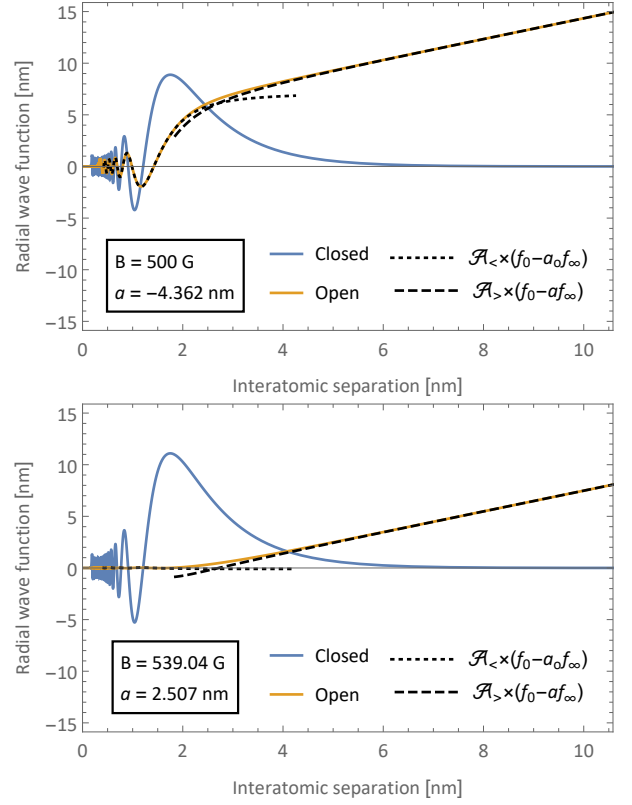 15
10
5
0
−5
−10
−15
Radial wave function [nm]
B = 500 G
a = −4.362 nm
Closed
Open
𝒜<×(f0−aof∞)
𝒜>×(f0−af∞)
0 2 4 6 8 10
Interatomic separation [nm]
15
10
5
0
−5
−10
−15
Radial wave function [nm]
B = 539.04 G
a = 2.507 nm
Closed
Open
𝒜<×(f0−aof∞)
𝒜>×(f0−af∞)
0 2 4 6 8 10
Interatomic separation [nm]